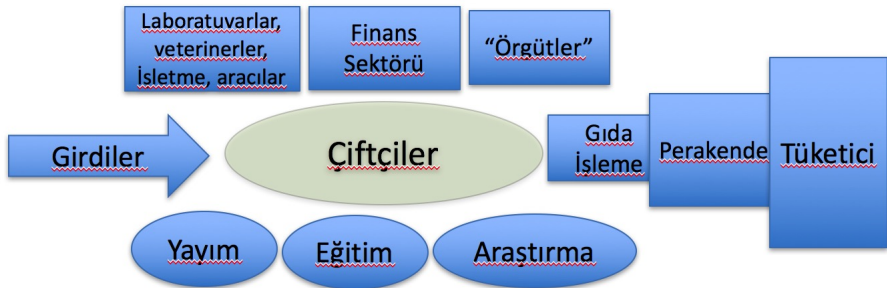 Laboratuvarlar,
veterinerler,
İşletme, aracılar
Finans
Sektörü
“Örgütler”
Girdiler
Çiftçiler
Gıda
İşleme
Perakende
Tüketici
Yayım
Eğitim
Araştırma